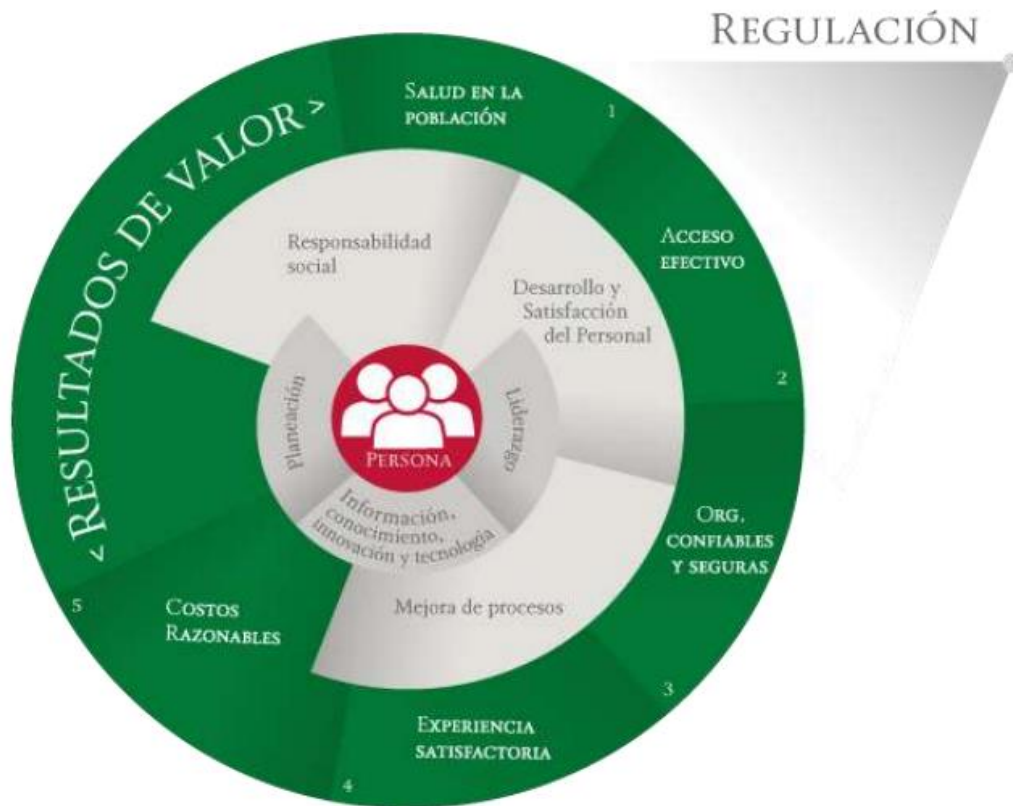 REGULACIÓN
< RESULTADOS DE VALOR >
SALUD EN LA
POBLACIÓN
1
ACCESO
EFECTIVO
2
ORG.
CONFIABLES
Y SEGURAS
3
EXPERIENCIA
SATISFACTORIA
4
COSTOS
RAZONABLES
5
Responsabilidad
social
Desarrollo y
Satisfacción
del Personal
Mejora de procesos
Planeación
Liderazgo
Información,
conocimiento,
innovación y tecnología
PERSONA